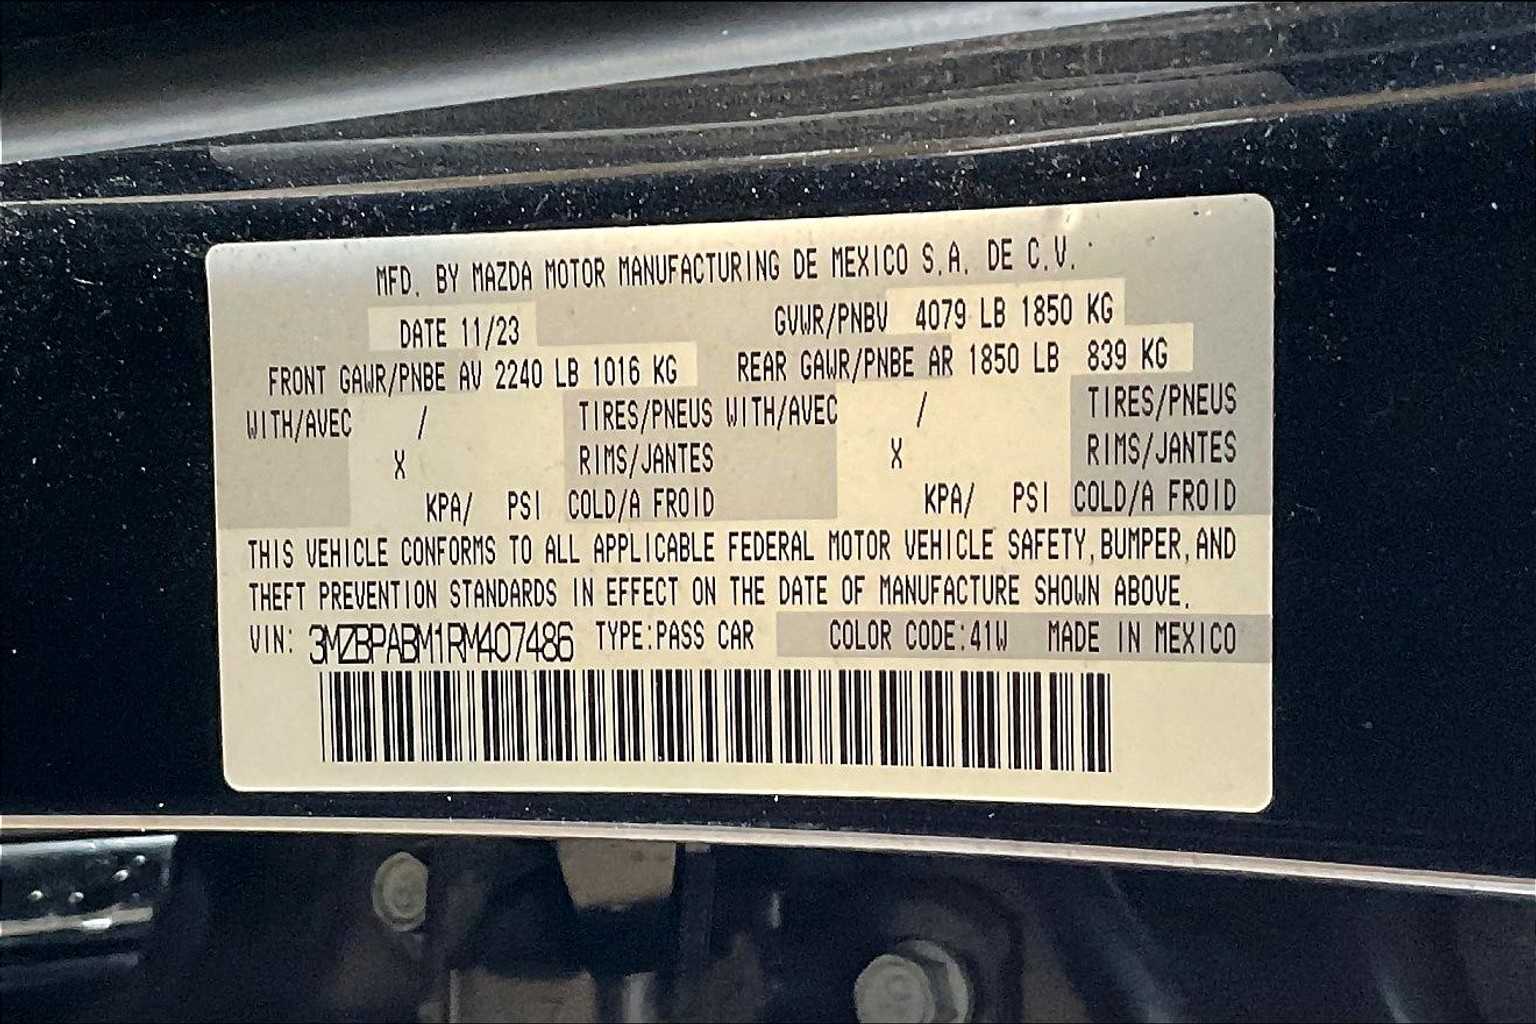 MFD. BY MAZDA MOTOR MANUFACTURING DE MEXICO S.A. DE C.V.
DATE 11/23 GVWR/PNBV 4079 LB 1850 KG
FRONT GAWR/PNBE AV 2240 LB 1016 KG REAR GAWR/PNBE AR 1850 LB 839 KG
WITH/AVEC / TIRES/PNEUS WITH/AVEC / TIRES/PNEUS
X RIMS/JANTES X RIMS/JANTES
KPA/ PSI COLD/A FROID KPA/ PSI COLD/A FROID
THIS VEHICLE CONFORMS TO ALL APPLICABLE FEDERAL MOTOR VEHICLE SAFETY, BUMPER, AND
THEFT PREVENTION STANDARDS IN EFFECT ON THE DATE OF MANUFACTURE SHOWN ABOVE.
VIN: 3MZBPABM1RM407486 TYPE:PASS CAR COLOR CODE:41W MADE IN MEXICO